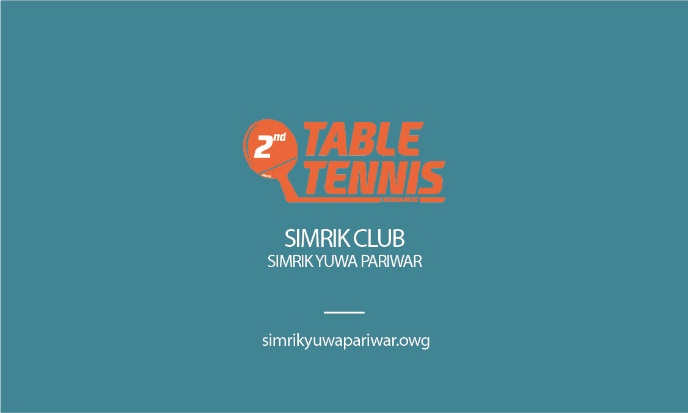 2nd
TABLE
TENNIS
SIMRIK CLUB
SIMRIK YUWA PARIWAR
simrikyuwapariwar.owg